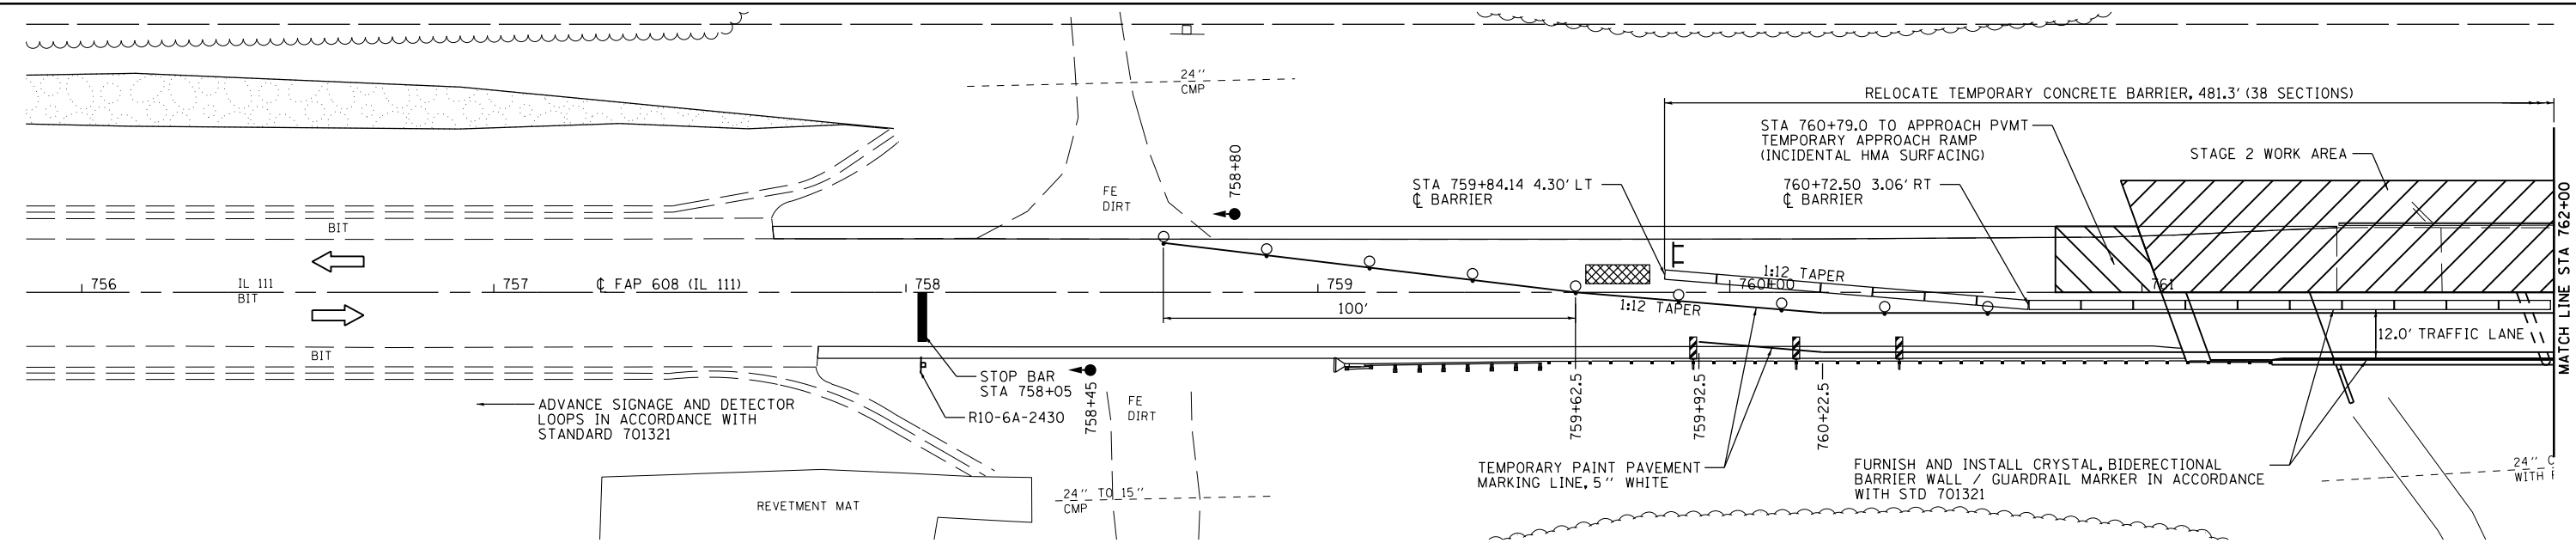 24"
CMP
RELOCATE TEMPORARY CONCRETE BARRIER, 481.3' (38 SECTIONS)
STA 760+79.0 TO APPROACH PVMT
TEMPORARY APPROACH RAMP
(INCIDENTAL HMA SURFACING)
STAGE 2 WORK AREA
758+80
FE
DIRT
STA 759+84.14 4.30' LT
℄ BARRIER
760+72.50 3.06' RT
℄ BARRIER
BIT
MATCH LINE STA 762+00
756
IL 111
BIT
757
℄ FAP 608 (IL 111)
758
759
1:12 TAPER
760+00
761
100'
1:12 TAPER
12.0' TRAFFIC LANE
BIT
STOP BAR
STA 758+05
R10-6A-2430
758+45
FE
DIRT
ADVANCE SIGNAGE AND DETECTOR
LOOPS IN ACCORDANCE WITH
STANDARD 701321
759+62.5
759+92.5
760+22.5
TEMPORARY PAINT PAVEMENT
MARKING LINE, 5" WHITE
FURNISH AND INSTALL CRYSTAL, BIDERECTIONAL
BARRIER WALL / GUARDRAIL MARKER IN ACCORDANCE
WITH STD 701321
24"
WITH
24" TO 15"
CMP
REVETMENT MAT